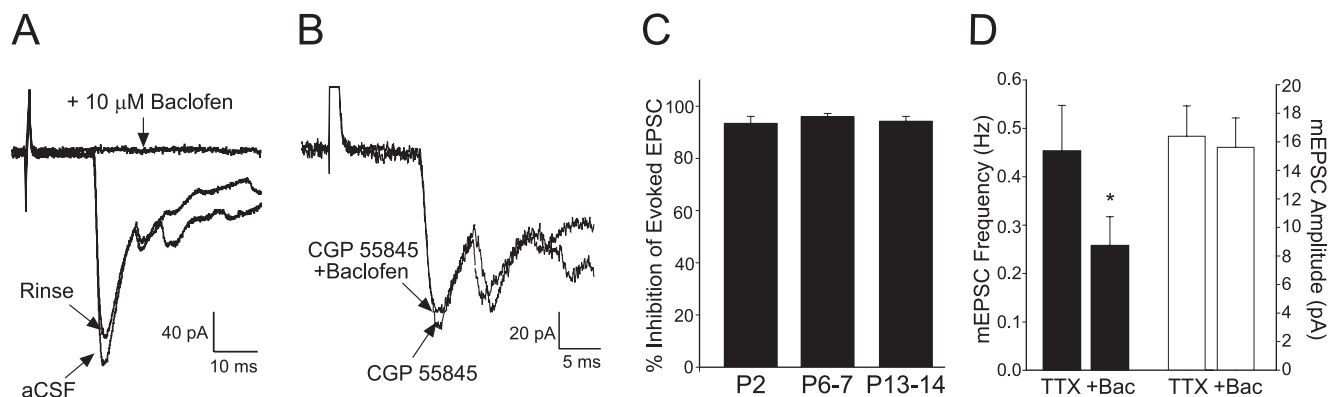 A
+ 10 μM Baclofen
Rinse
aCSF
40 pA
10 ms
B
CGP 55845
+Baclofen
CGP 55845
20 pA
5 ms
C
% Inhibition of Evoked EPSC
100
80
60
40
20
0
P2
P6-7
P13-14
D
mEPSC Frequency (Hz)
0.6
0.5
0.4
0.3
0.2
0.1
0.0
*
TTX +Bac
TTX +Bac
20
18
16
14
12
10
8
6
4
2
0
mEPSC Amplitude (pA)